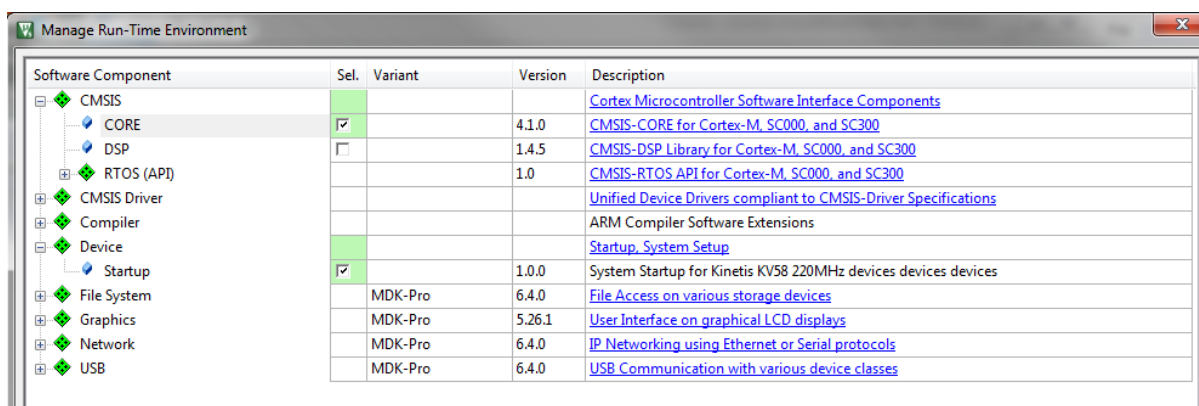 Manage Run-Time Environment
Software Component Sel. Variant Version Description
CMSIS Cortex Microcontroller Software Interface Components
CORE 4.1.0 CMSIS-CORE for Cortex-M, SC000, and SC300
DSP 1.4.5 CMSIS-DSP Library for Cortex-M, SC000, and SC300
RTOS (API) 1.0 CMSIS-RTOS API for Cortex-M, SC000, and SC300
CMSIS Driver Unified Device Drivers compliant to CMSIS-Driver Specifications
Compiler ARM Compiler Software Extensions
Device Startup, System Setup
Startup 1.0.0 System Startup for Kinetis KV58 220MHz devices devices devices
File System MDK-Pro 6.4.0 File Access on various storage devices
Graphics MDK-Pro 5.26.1 User Interface on graphical LCD displays
Network MDK-Pro 6.4.0 IP Networking using Ethernet or Serial protocols
USB MDK-Pro 6.4.0 USB Communication with various device classes